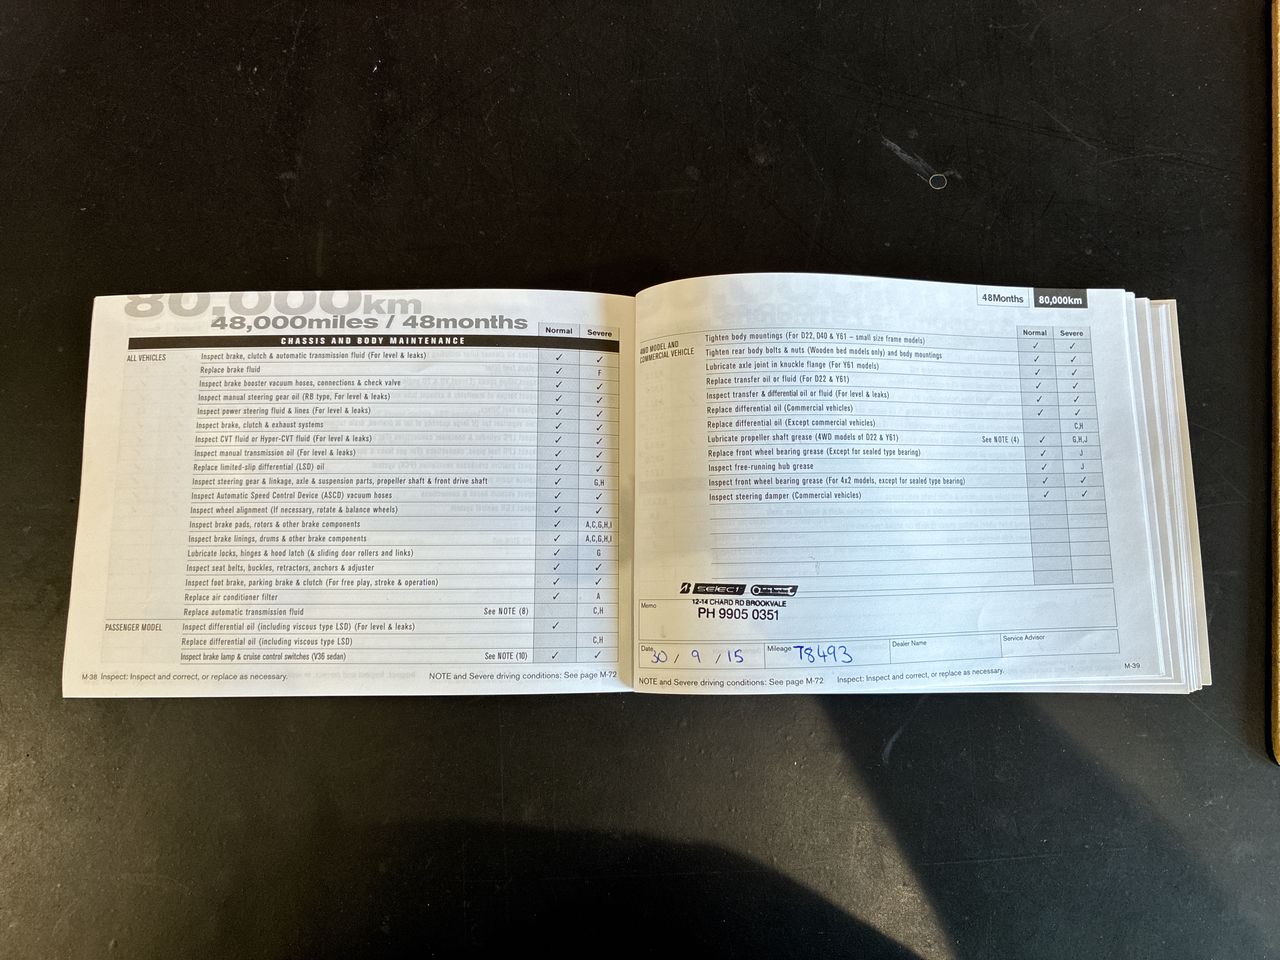 80,000km
48,000miles / 48months
Normal Severe
CHASSIS AND BODY MAINTENANCE
ALL VEHICLES Inspect brake, clutch & automatic transmission fluid (For level & leaks) ✓ ✓
Replace brake fluid ✓ F
Inspect brake booster vacuum hoses, connections & check valve ✓ ✓
Inspect manual steering gear oil (RB type, For level & leaks) ✓ ✓
Inspect power steering fluid & lines (For level & leaks) ✓ ✓
Inspect brake, clutch & exhaust systems ✓ ✓
Inspect CVT fluid or Hyper-CVT fluid (For level & leaks) ✓ ✓
Inspect manual transmission oil (For level & leaks) ✓ ✓
Replace limited-slip differential (LSD) oil ✓ ✓
Inspect steering gear & linkage, axle & suspension parts, propeller shaft & front drive shaft ✓ G,H
Inspect Automatic Speed Control Device (ASCD) vacuum hoses ✓ ✓
Inspect wheel alignment (If necessary, rotate & balance wheels) ✓ ✓
Inspect brake pads, rotors & other brake components ✓ A,C,G,H,I
Inspect brake linings, drums & other brake components ✓ A,C,G,H,I
Lubricate locks, hinges & hood latch (& sliding door rollers and links) ✓ G
Inspect seat belts, buckles, retractors, anchors & adjuster ✓ ✓
Inspect foot brake, parking brake & clutch (For free play, stroke & operation) ✓ ✓
Replace air conditioner filter ✓ A
Replace automatic transmission fluid See NOTE (8) C,H
PASSENGER MODEL Inspect differential oil (including viscous type LSD) (For level & leaks) ✓
Replace differential oil (including viscous type LSD) C,H
Inspect brake lamp & cruise control switches (V36 sedan) See NOTE (10) ✓ ✓
M-38 Inspect: Inspect and correct, or replace as necessary. NOTE and Severe driving conditions: See page M-72
48Months 80,000km
Normal Severe
4WD MODEL AND COMMERCIAL VEHICLE
Tighten body mountings (For D22, D40 & Y61 – small size frame models) ✓ ✓
Tighten rear body bolts & nuts (Wooden bed models only) and body mountings ✓ ✓
Lubricate axle joint in knuckle flange (For Y61 models) ✓ ✓
Replace transfer oil or fluid (For D22 & Y61) ✓ ✓
Inspect transfer & differential oil or fluid (For level & leaks) ✓ ✓
Replace differential oil (Commercial vehicles) ✓ ✓
Replace differential oil (Except commercial vehicles) C,H
Lubricate propeller shaft grease (4WD models of D22 & Y61) See NOTE (4) ✓ G,H,J
Replace front wheel bearing grease (Except for sealed type bearing) ✓ J
Inspect free-running hub grease ✓ J
Inspect front wheel bearing grease (For 4x2 models, except for sealed type bearing) ✓ ✓
Inspect steering damper (Commercial vehicles) ✓ ✓
SELECT
Memo
12-14 CHARD RD BROOKVALE
PH 9905 0351
Date 30 / 9 / 15 Mileage 78493 Dealer Name Service Advisor
NOTE and Severe driving conditions: See page M-72 Inspect: Inspect and correct, or replace as necessary. M-39